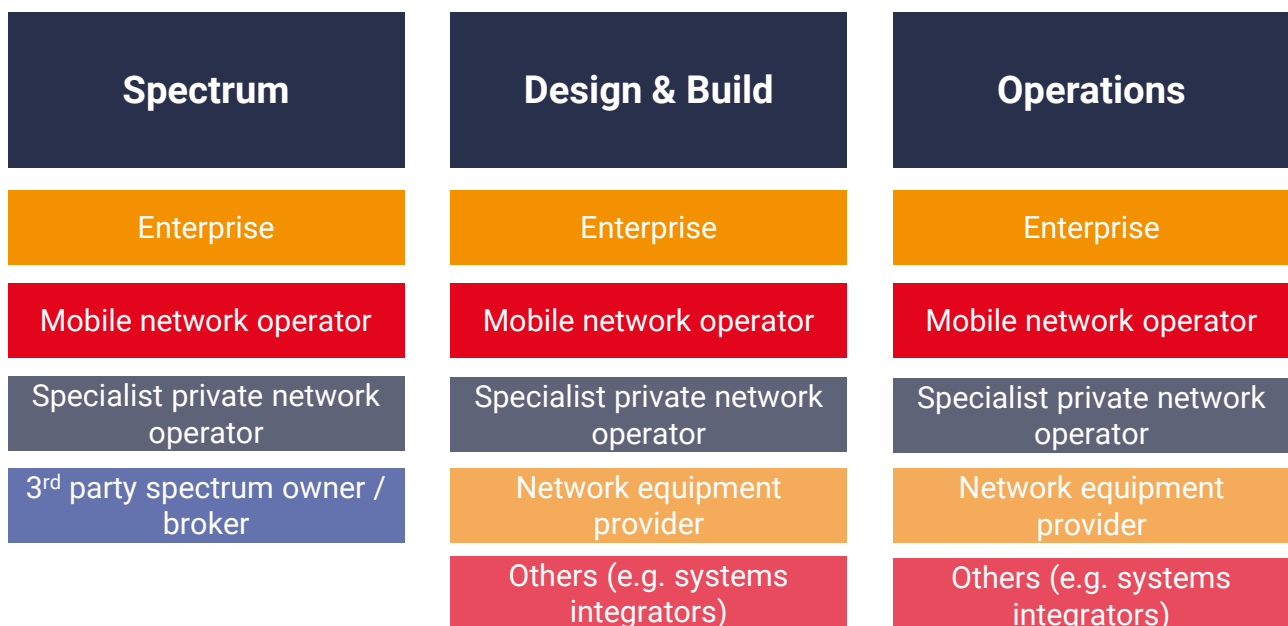 Spectrum
Enterprise
Mobile network operator
Specialist private network
operator
3rd party spectrum owner /
broker
Design & Build
Enterprise
Mobile network operator
Specialist private network
operator
Network equipment
provider
Others (e.g. systems
integrators)
Operations
Enterprise
Mobile network operator
Specialist private network
operator
Network equipment
provider
Others (e.g. systems
integrators)